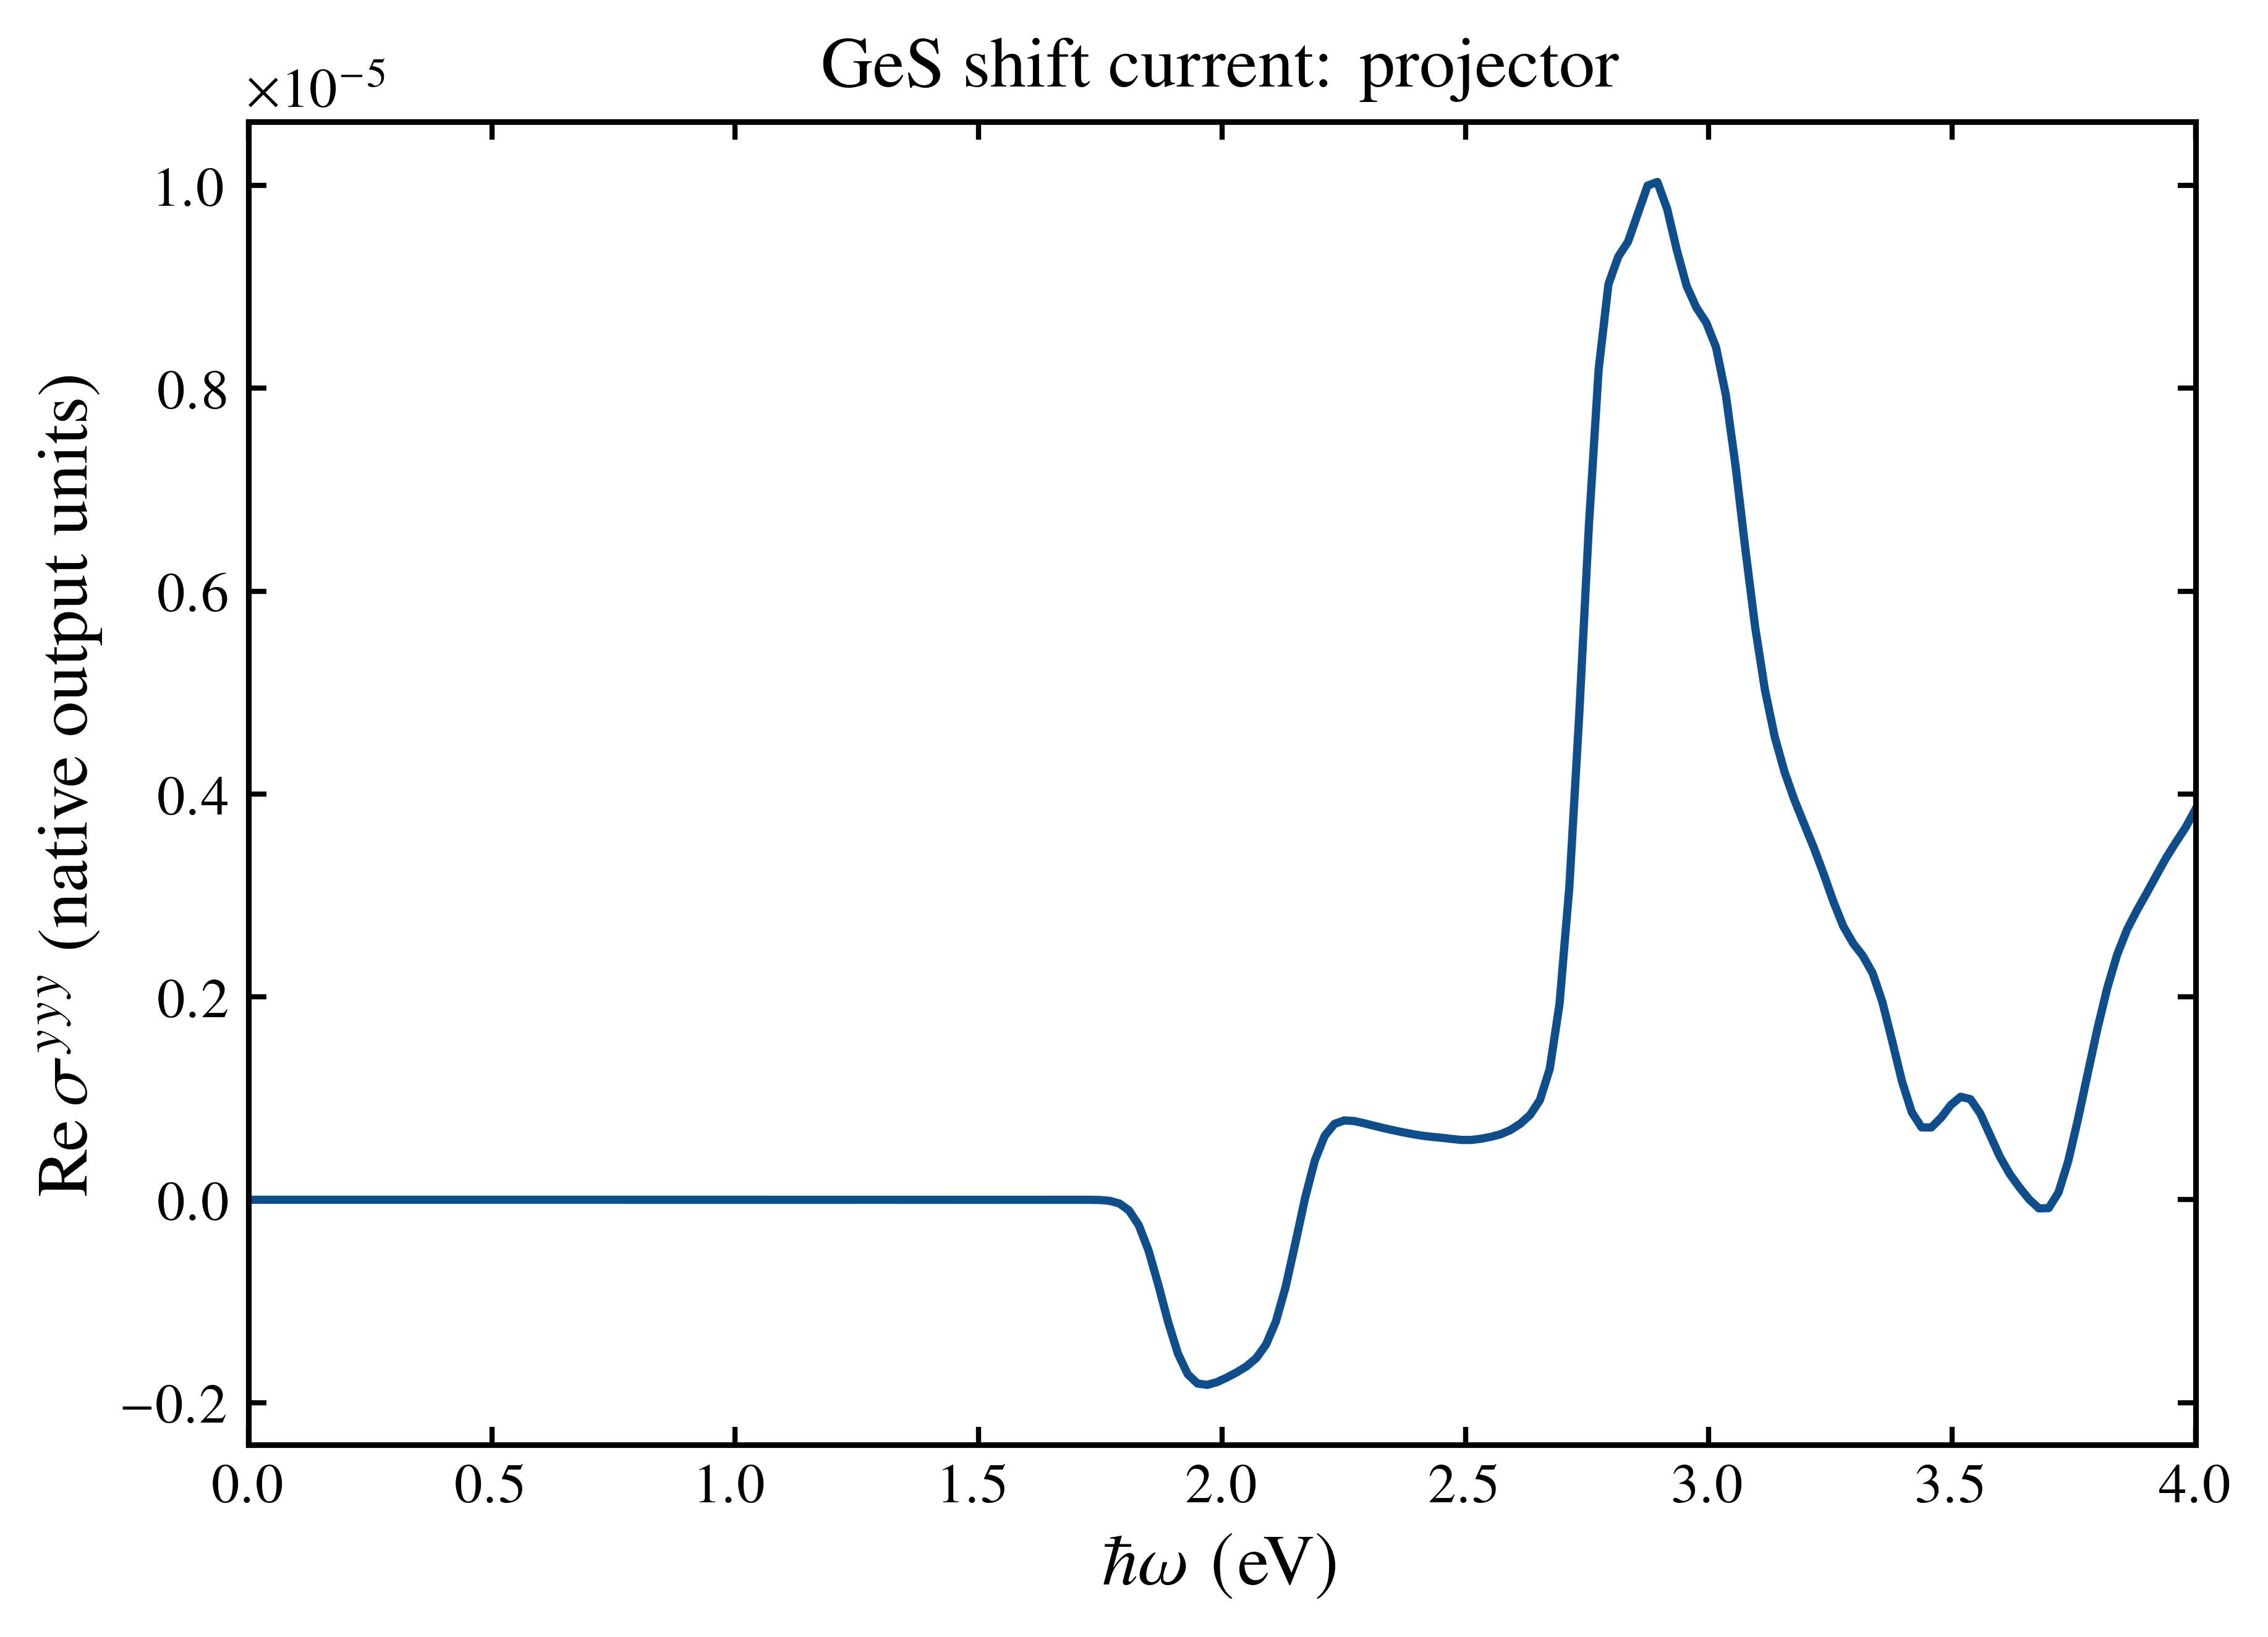 GeS shift current: projector
×10⁻⁵
Re σʸʸʸ (native output units)
1.0
0.8
0.6
0.4
0.2
0.0
−0.2
0.0 0.5 1.0 1.5 2.0 2.5 3.0 3.5 4.0
ℏω (eV)